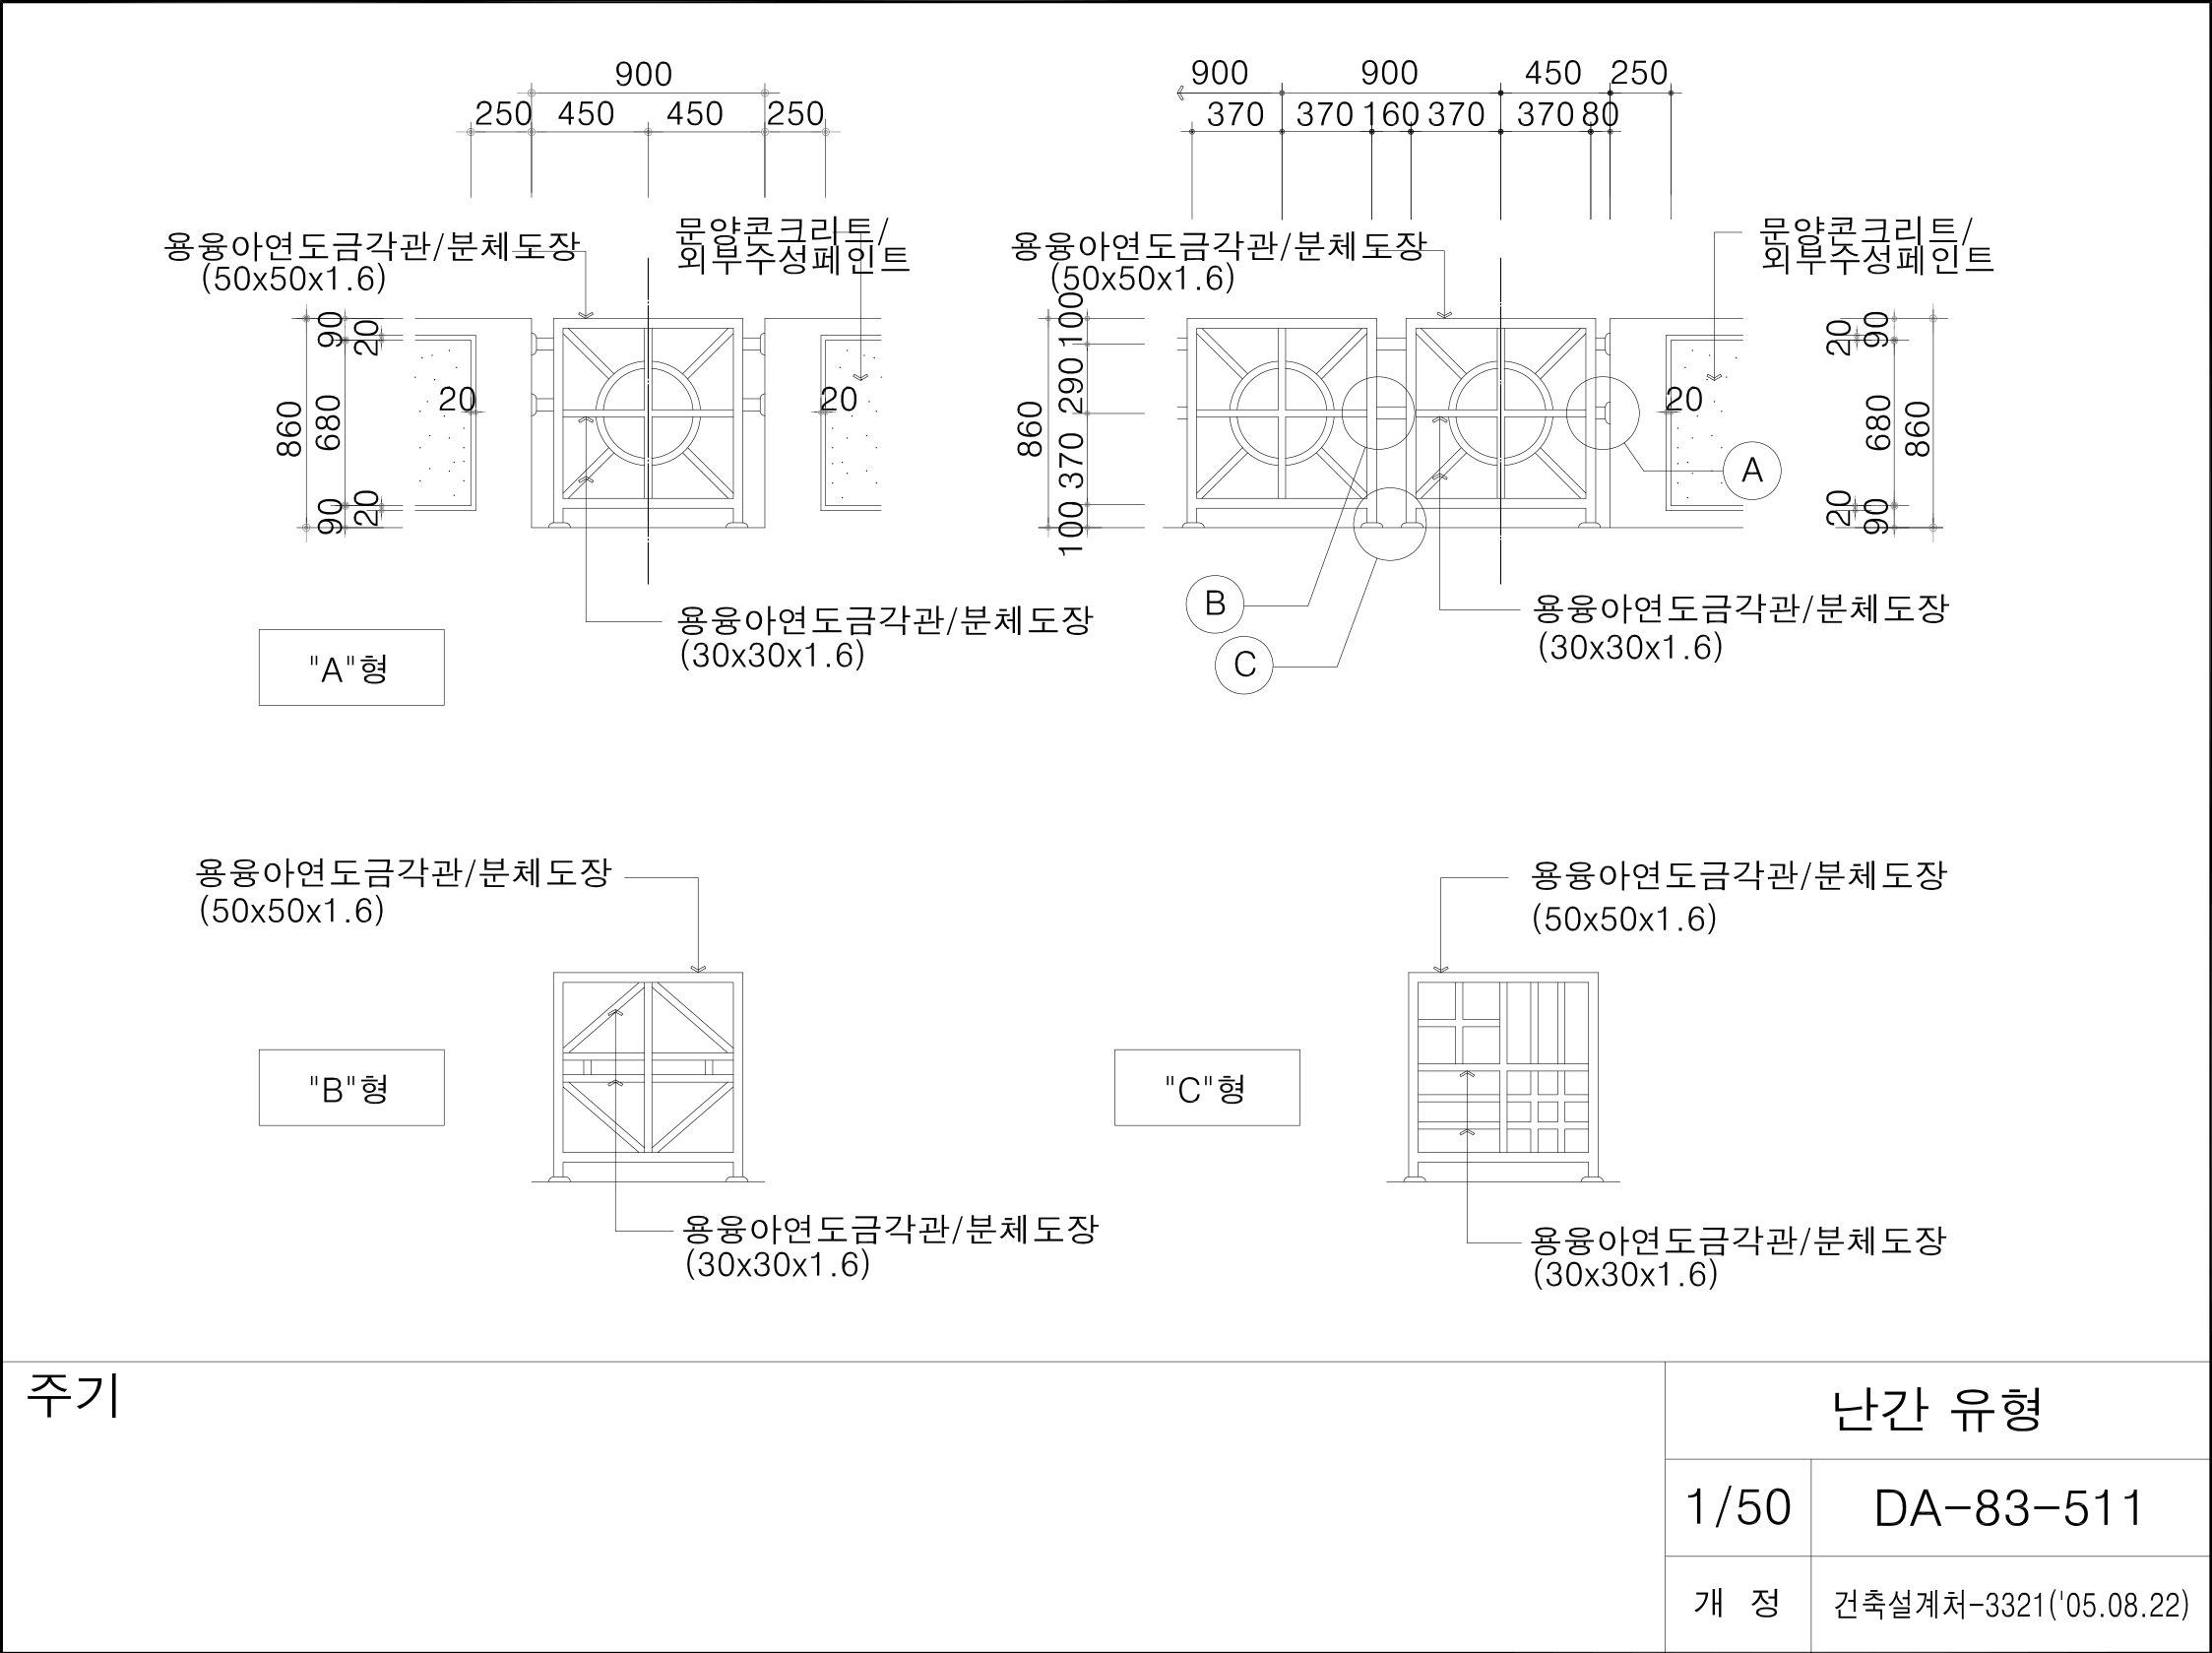 900
250 450 450 250
용융아연도금각관/분체도장
(50x50x1.6)
문양콘크리트/
외부수성페인트
90
20
20
860
680
90
20
20
용융아연도금각관/분체도장
(30x30x1.6)
"A"형
900 900 450 250
370 370 160 370 370 80
용융아연도금각관/분체도장
(50x50x1.6)
문양콘크리트/
외부수성페인트
100
290
860
370
100
20
90
20
680
860
20
90
A
B
C
용융아연도금각관/분체도장
(30x30x1.6)
용융아연도금각관/분체도장
(50x50x1.6)
"B"형
용융아연도금각관/분체도장
(30x30x1.6)
용융아연도금각관/분체도장
(50x50x1.6)
"C"형
용융아연도금각관/분체도장
(30x30x1.6)
주기
난간 유형
1/50 DA-83-511
개 정 건축설계처-3321('05.08.22)